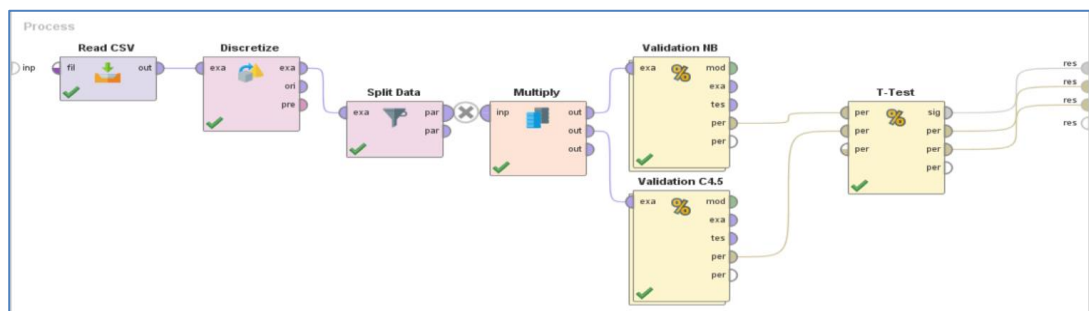 Process
Read CSV
inp
fil
out
Discretize
exa
exa
ori
pre
Split Data
exa
par
par
Multiply
inp
out
out
out
Validation NB
exa
mod
exa
tes
per
per
Validation C4.5
exa
mod
exa
tes
per
per
T-Test
per
per
per
sig
per
per
per
res
res
res
res